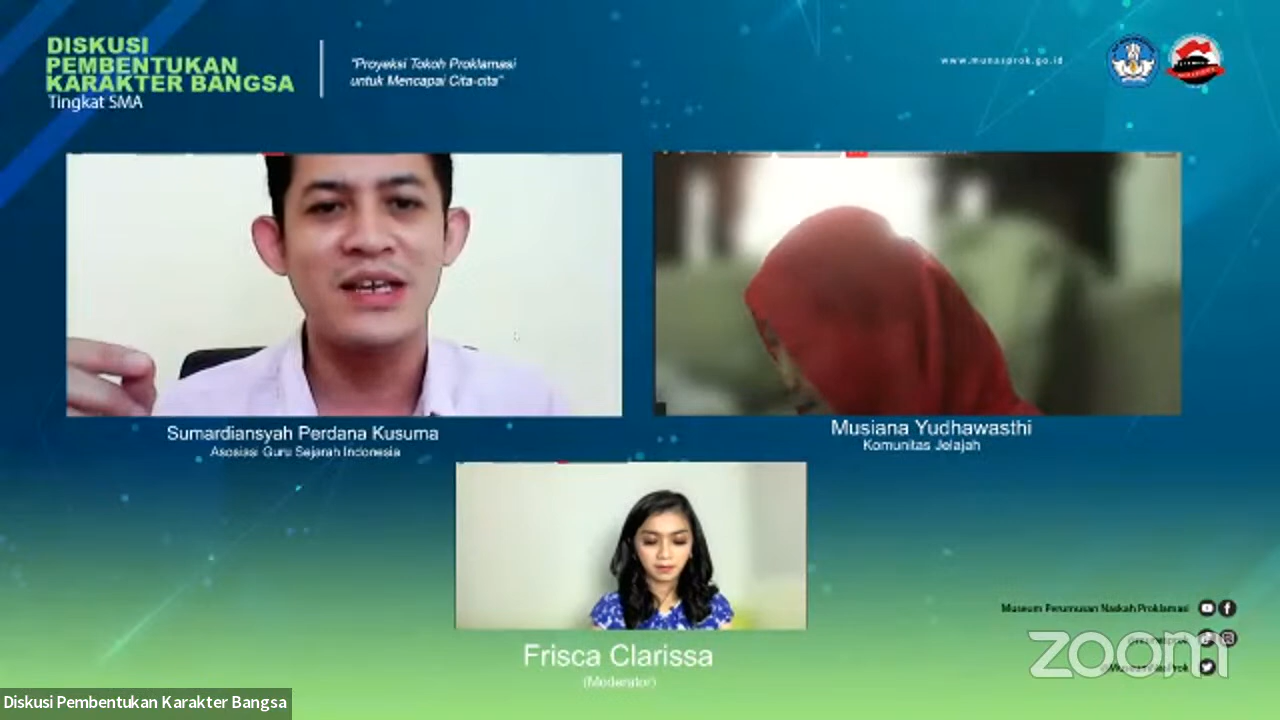 DISKUSI
PEMBENTUKAN
KARAKTER BANGSA
Tingkat SMA
"Proyeksi Tokoh Proklamasi
untuk Mencapai Cita-cita"
www.munasprok.go.id
Sumardiansyah Perdana Kusuma
Asosiasi Guru Sejarah Indonesia
Musiana Yudhawasthi
Komunitas Jelajah
Frisca Clarissa
(Moderator)
Museum Perumusan Naskah Proklamasi
zoom
Diskusi Pembentukan Karakter Bangsa